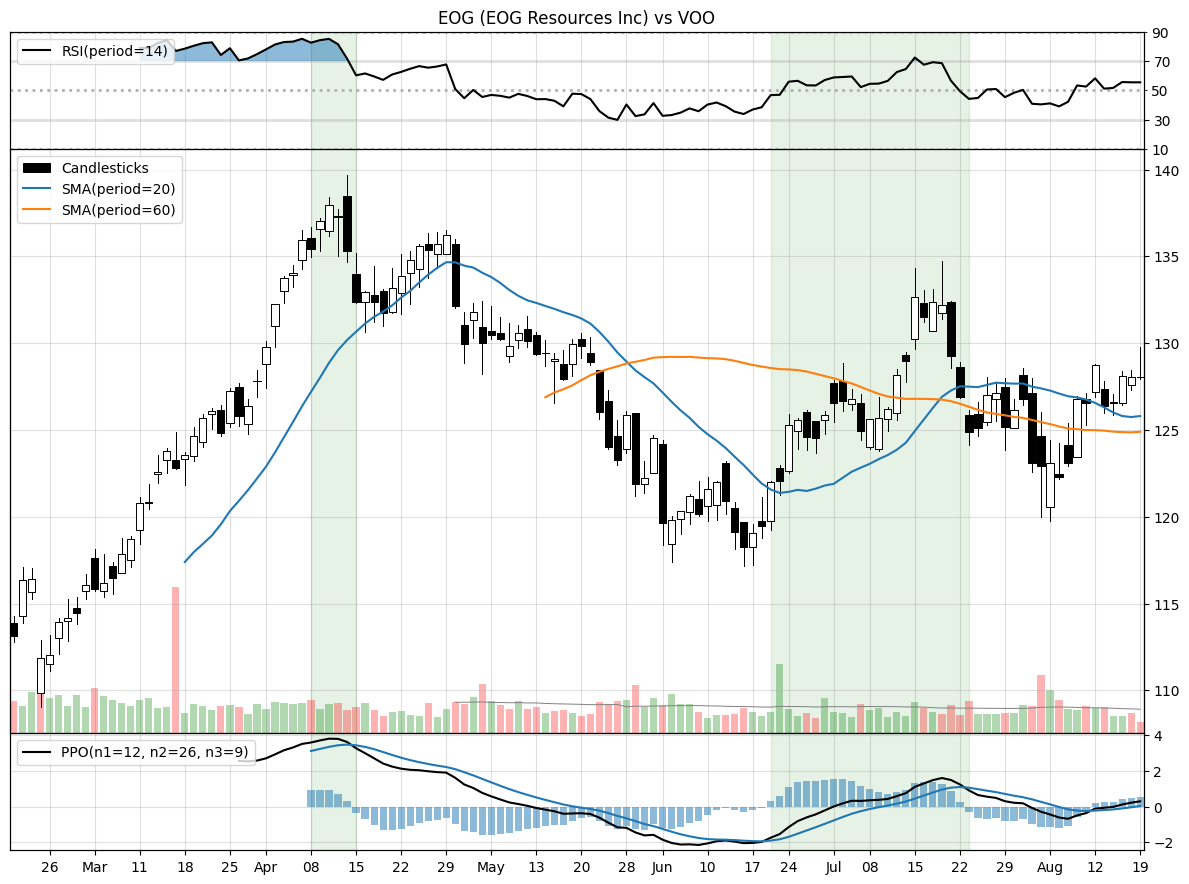 EOG (EOG Resources Inc) vs VOO
RSI(period=14)
90
70
50
30
10
Candlesticks
SMA(period=20)
SMA(period=60)
140
135
130
125
120
115
110
PPO(n1=12, n2=26, n3=9)
4
2
0
−2
26 Mar 11 18 25 Apr 08 15 22 May 13 20 28 Jun 10 17 24 Jul 08 15 22 29 Aug 12 19